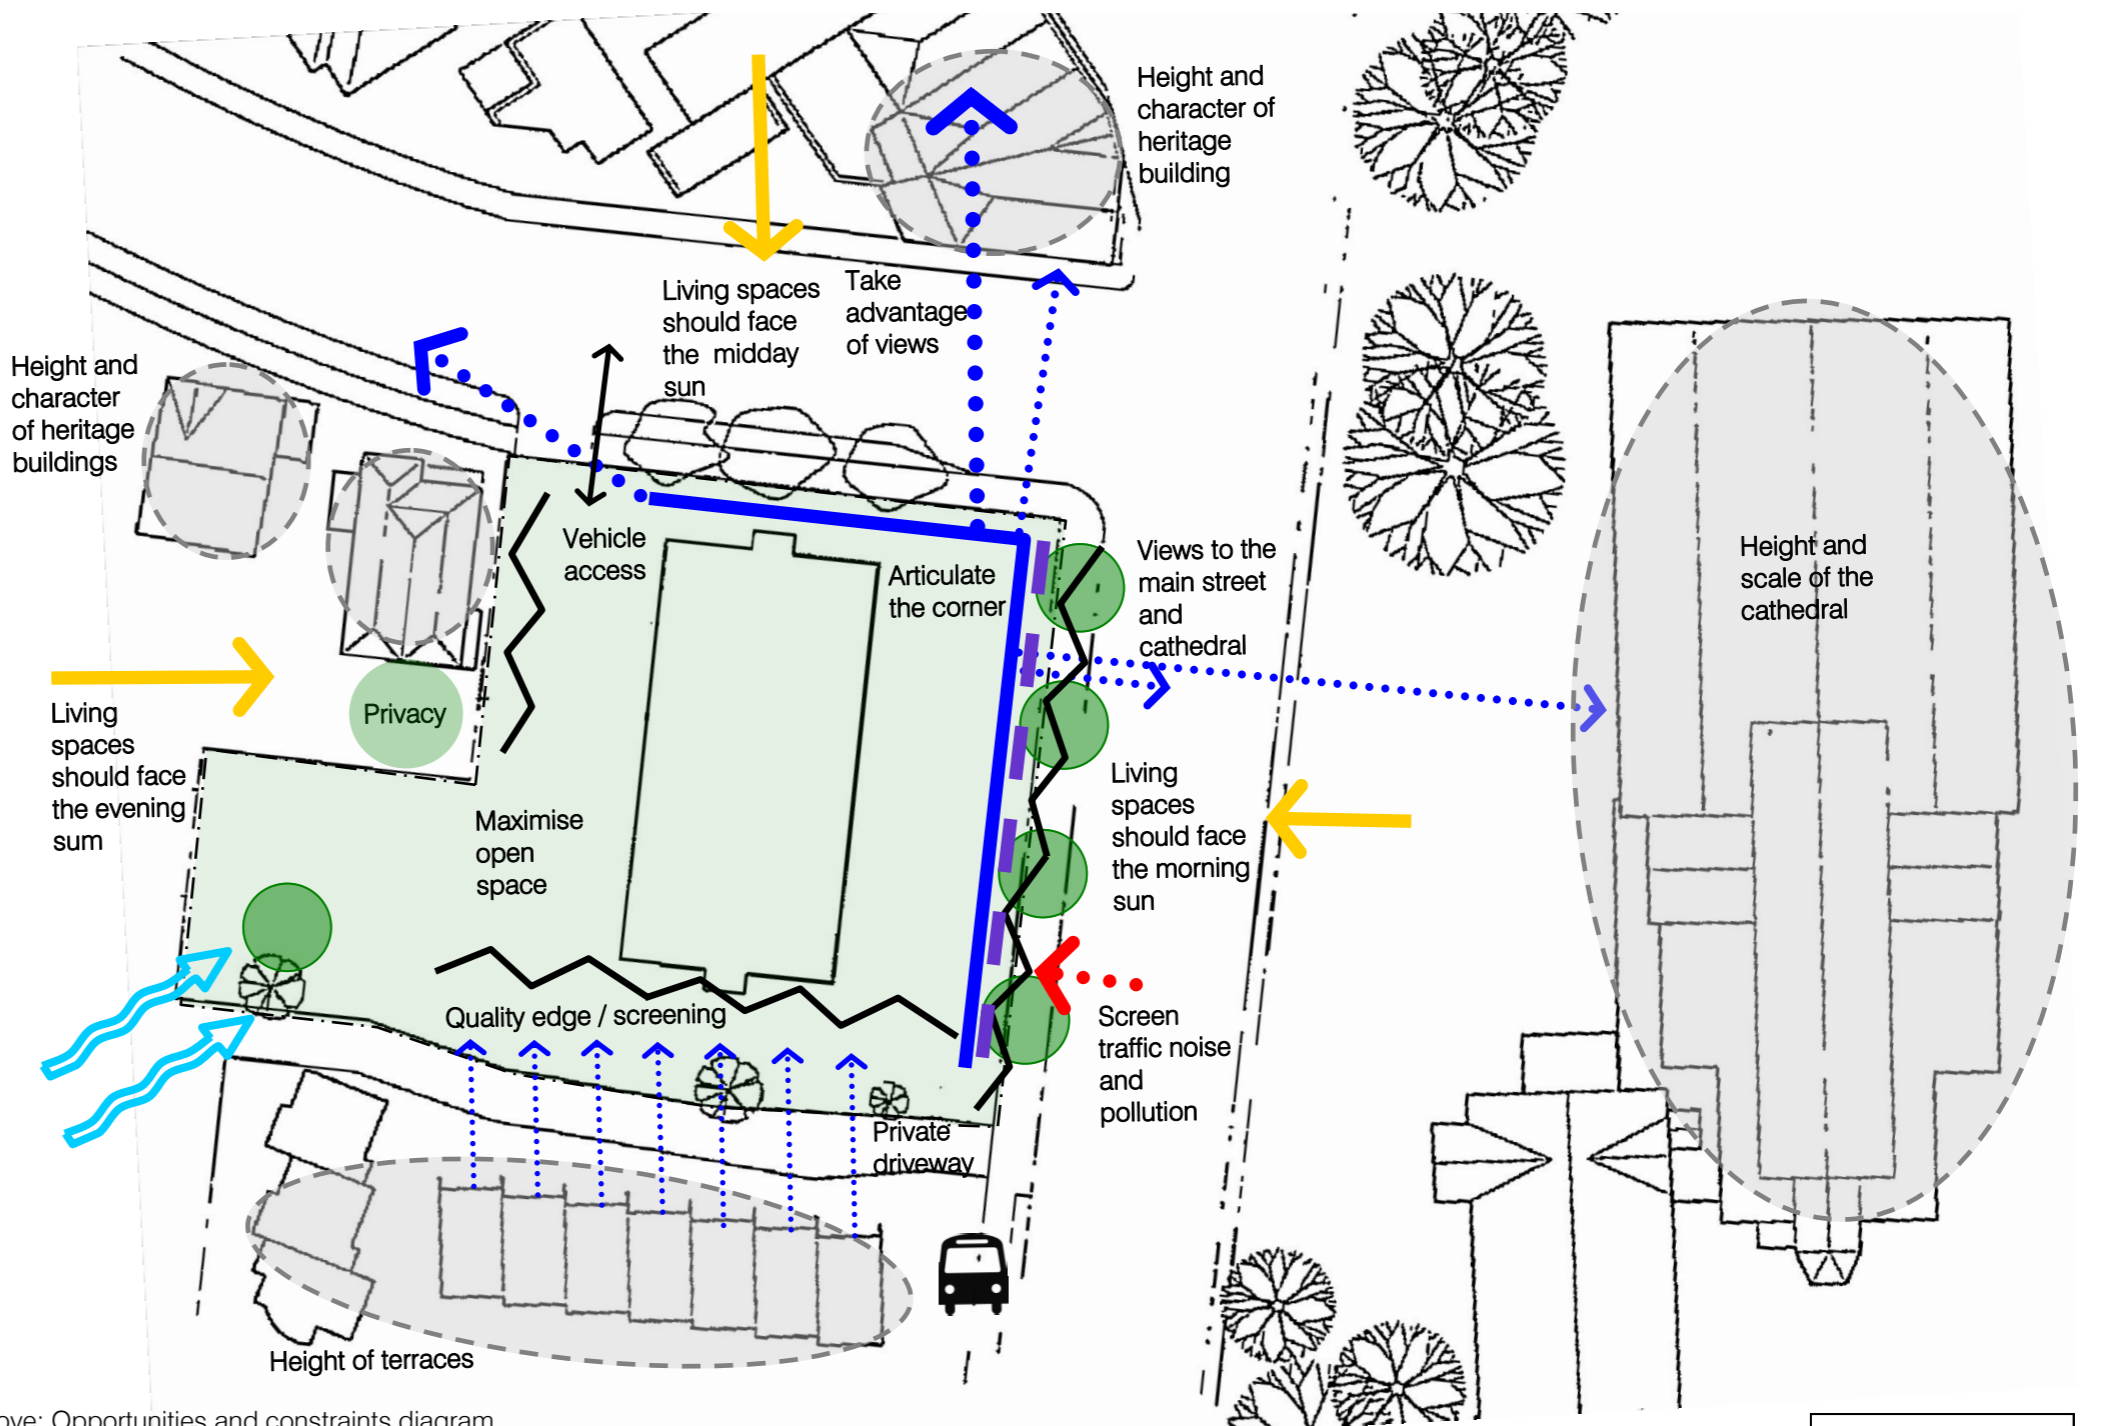 Height and
character of
heritage
building
Living spaces
should face
the midday
sun
Take
advantage
of views
Height and
character
of heritage
buildings
Vehicle
access
Articulate
the corner
Views to the
main street
and
cathedral
Height and
scale of the
cathedral
Privacy
Living
spaces
should face
the evening
sum
Living
spaces
should face
the morning
sun
Maximise
open
space
Quality edge / screening
Screen
traffic noise
and
pollution
Private
driveway
Height of terraces
Opportunities and constraints diagram